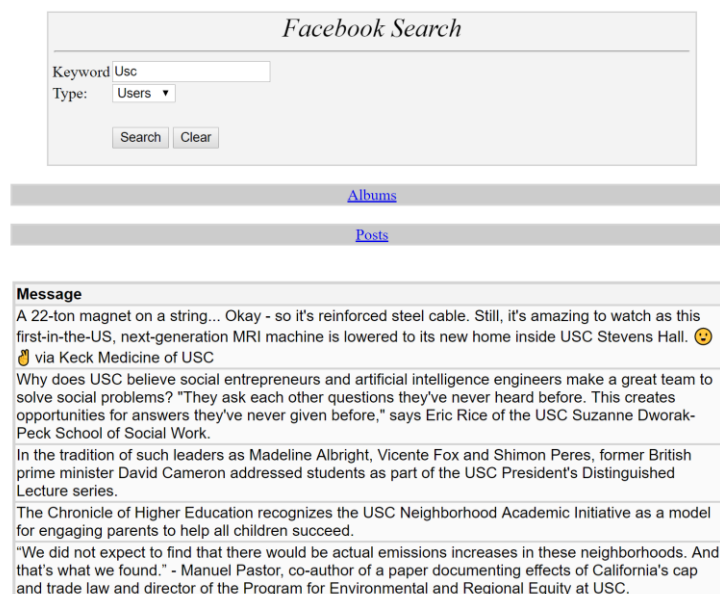 Facebook Search
Keyword Usc
Type: Users ▼
Search Clear
Albums
Posts
Message
A 22-ton magnet on a string... Okay - so it's reinforced steel cable. Still, it's amazing to watch as this
first-in-the-US, next-generation MRI machine is lowered to its new home inside USC Stevens Hall. 😯
✌ via Keck Medicine of USC
Why does USC believe social entrepreneurs and artificial intelligence engineers make a great team to
solve social problems? "They ask each other questions they've never heard before. This creates
opportunities for answers they've never given before," says Eric Rice of the USC Suzanne Dworak-
Peck School of Social Work.
In the tradition of such leaders as Madeline Albright, Vicente Fox and Shimon Peres, former British
prime minister David Cameron addressed students as part of the USC President's Distinguished
Lecture series.
The Chronicle of Higher Education recognizes the USC Neighborhood Academic Initiative as a model
for engaging parents to help all children succeed.
“We did not expect to find that there would be actual emissions increases in these neighborhoods. And
that’s what we found.” - Manuel Pastor, co-author of a paper documenting effects of California's cap
and trade law and director of the Program for Environmental and Regional Equity at USC.